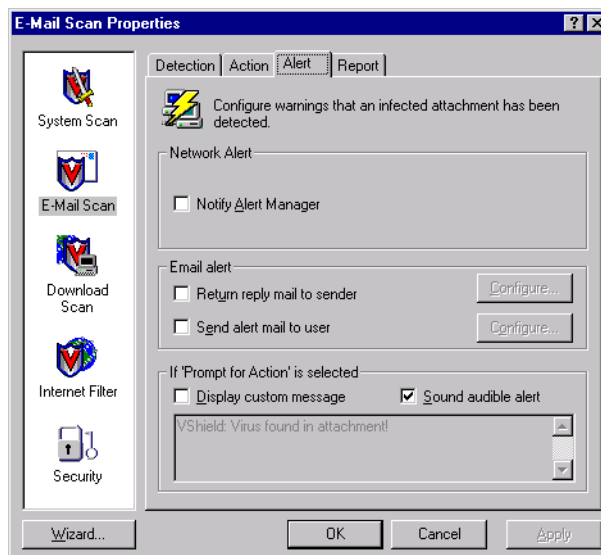 E-Mail Scan Properties
System Scan
E-Mail Scan
Download
Scan
Internet Filter
Security
Detection Action Alert Report
Configure warnings that an infected attachment has been
detected.
Network Alert
Notify Alert Manager
Email alert
Return reply mail to sender Configure...
Send alert mail to user Configure...
If 'Prompt for Action' is selected
Display custom message Sound audible alert
VShield: Virus found in attachment!
Wizard... OK Cancel Apply